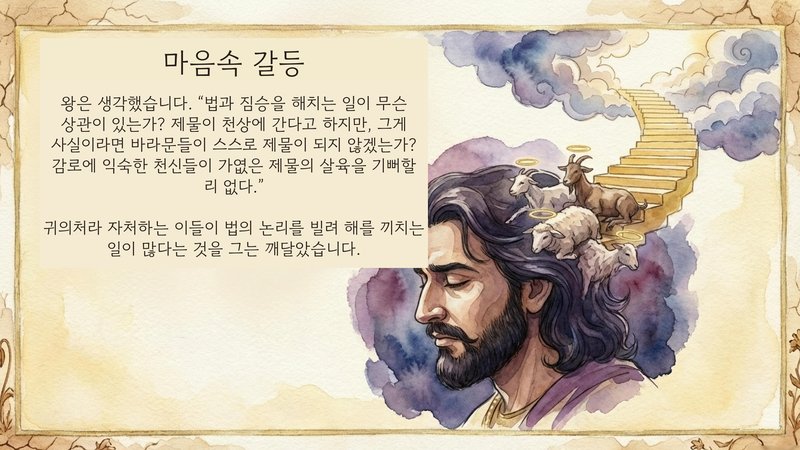 마음속 갈등
왕은 생각했습니다. “법과 짐승을 해치는 일이 무슨
상관이 있는가? 제물이 천상에 간다고 하지만, 그게
사실이라면 바라문들이 스스로 제물이 되지 않겠는가?
감로에 익숙한 천신들이 가엾은 제물의 살육을 기뻐할
리 없다.”
귀의처라 자처하는 이들이 법의 논리를 빌려 해를 끼치는
일이 많다는 것을 그는 깨달았습니다.